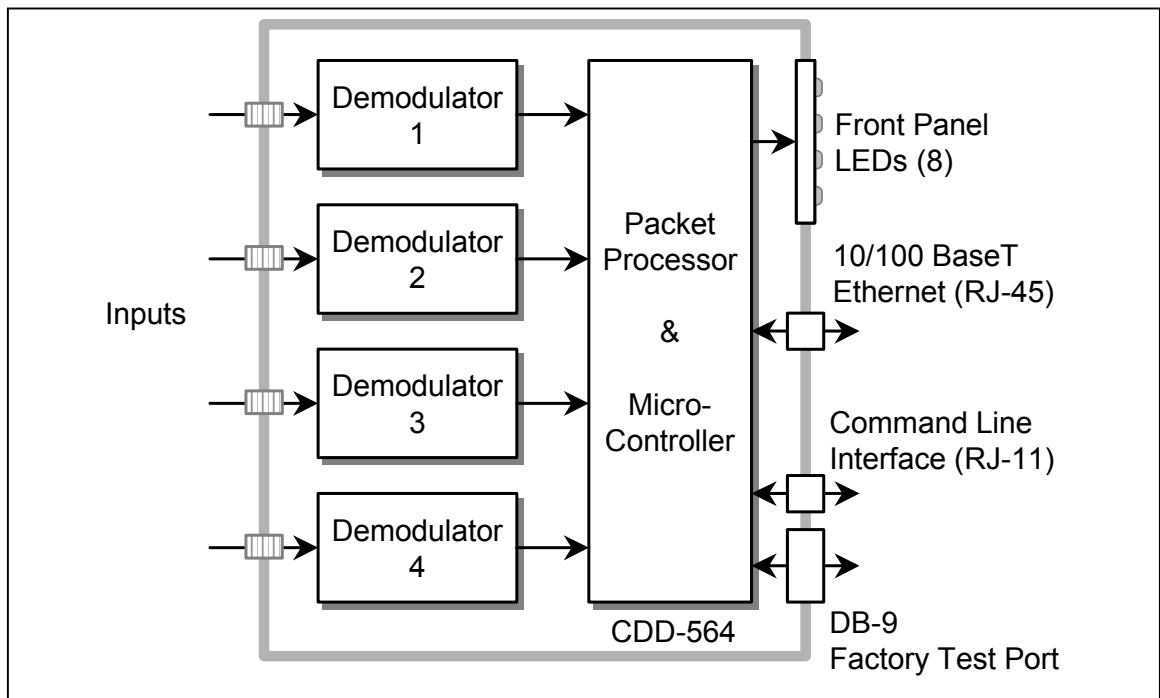 Inputs
Demodulator
1
Demodulator
2
Demodulator
3
Demodulator
4
Packet
Processor
&
Micro-
Controller
CDD-564
Front Panel
LEDs (8)
10/100 BaseT
Ethernet (RJ-45)
Command Line
Interface (RJ-11)
DB-9
Factory Test Port